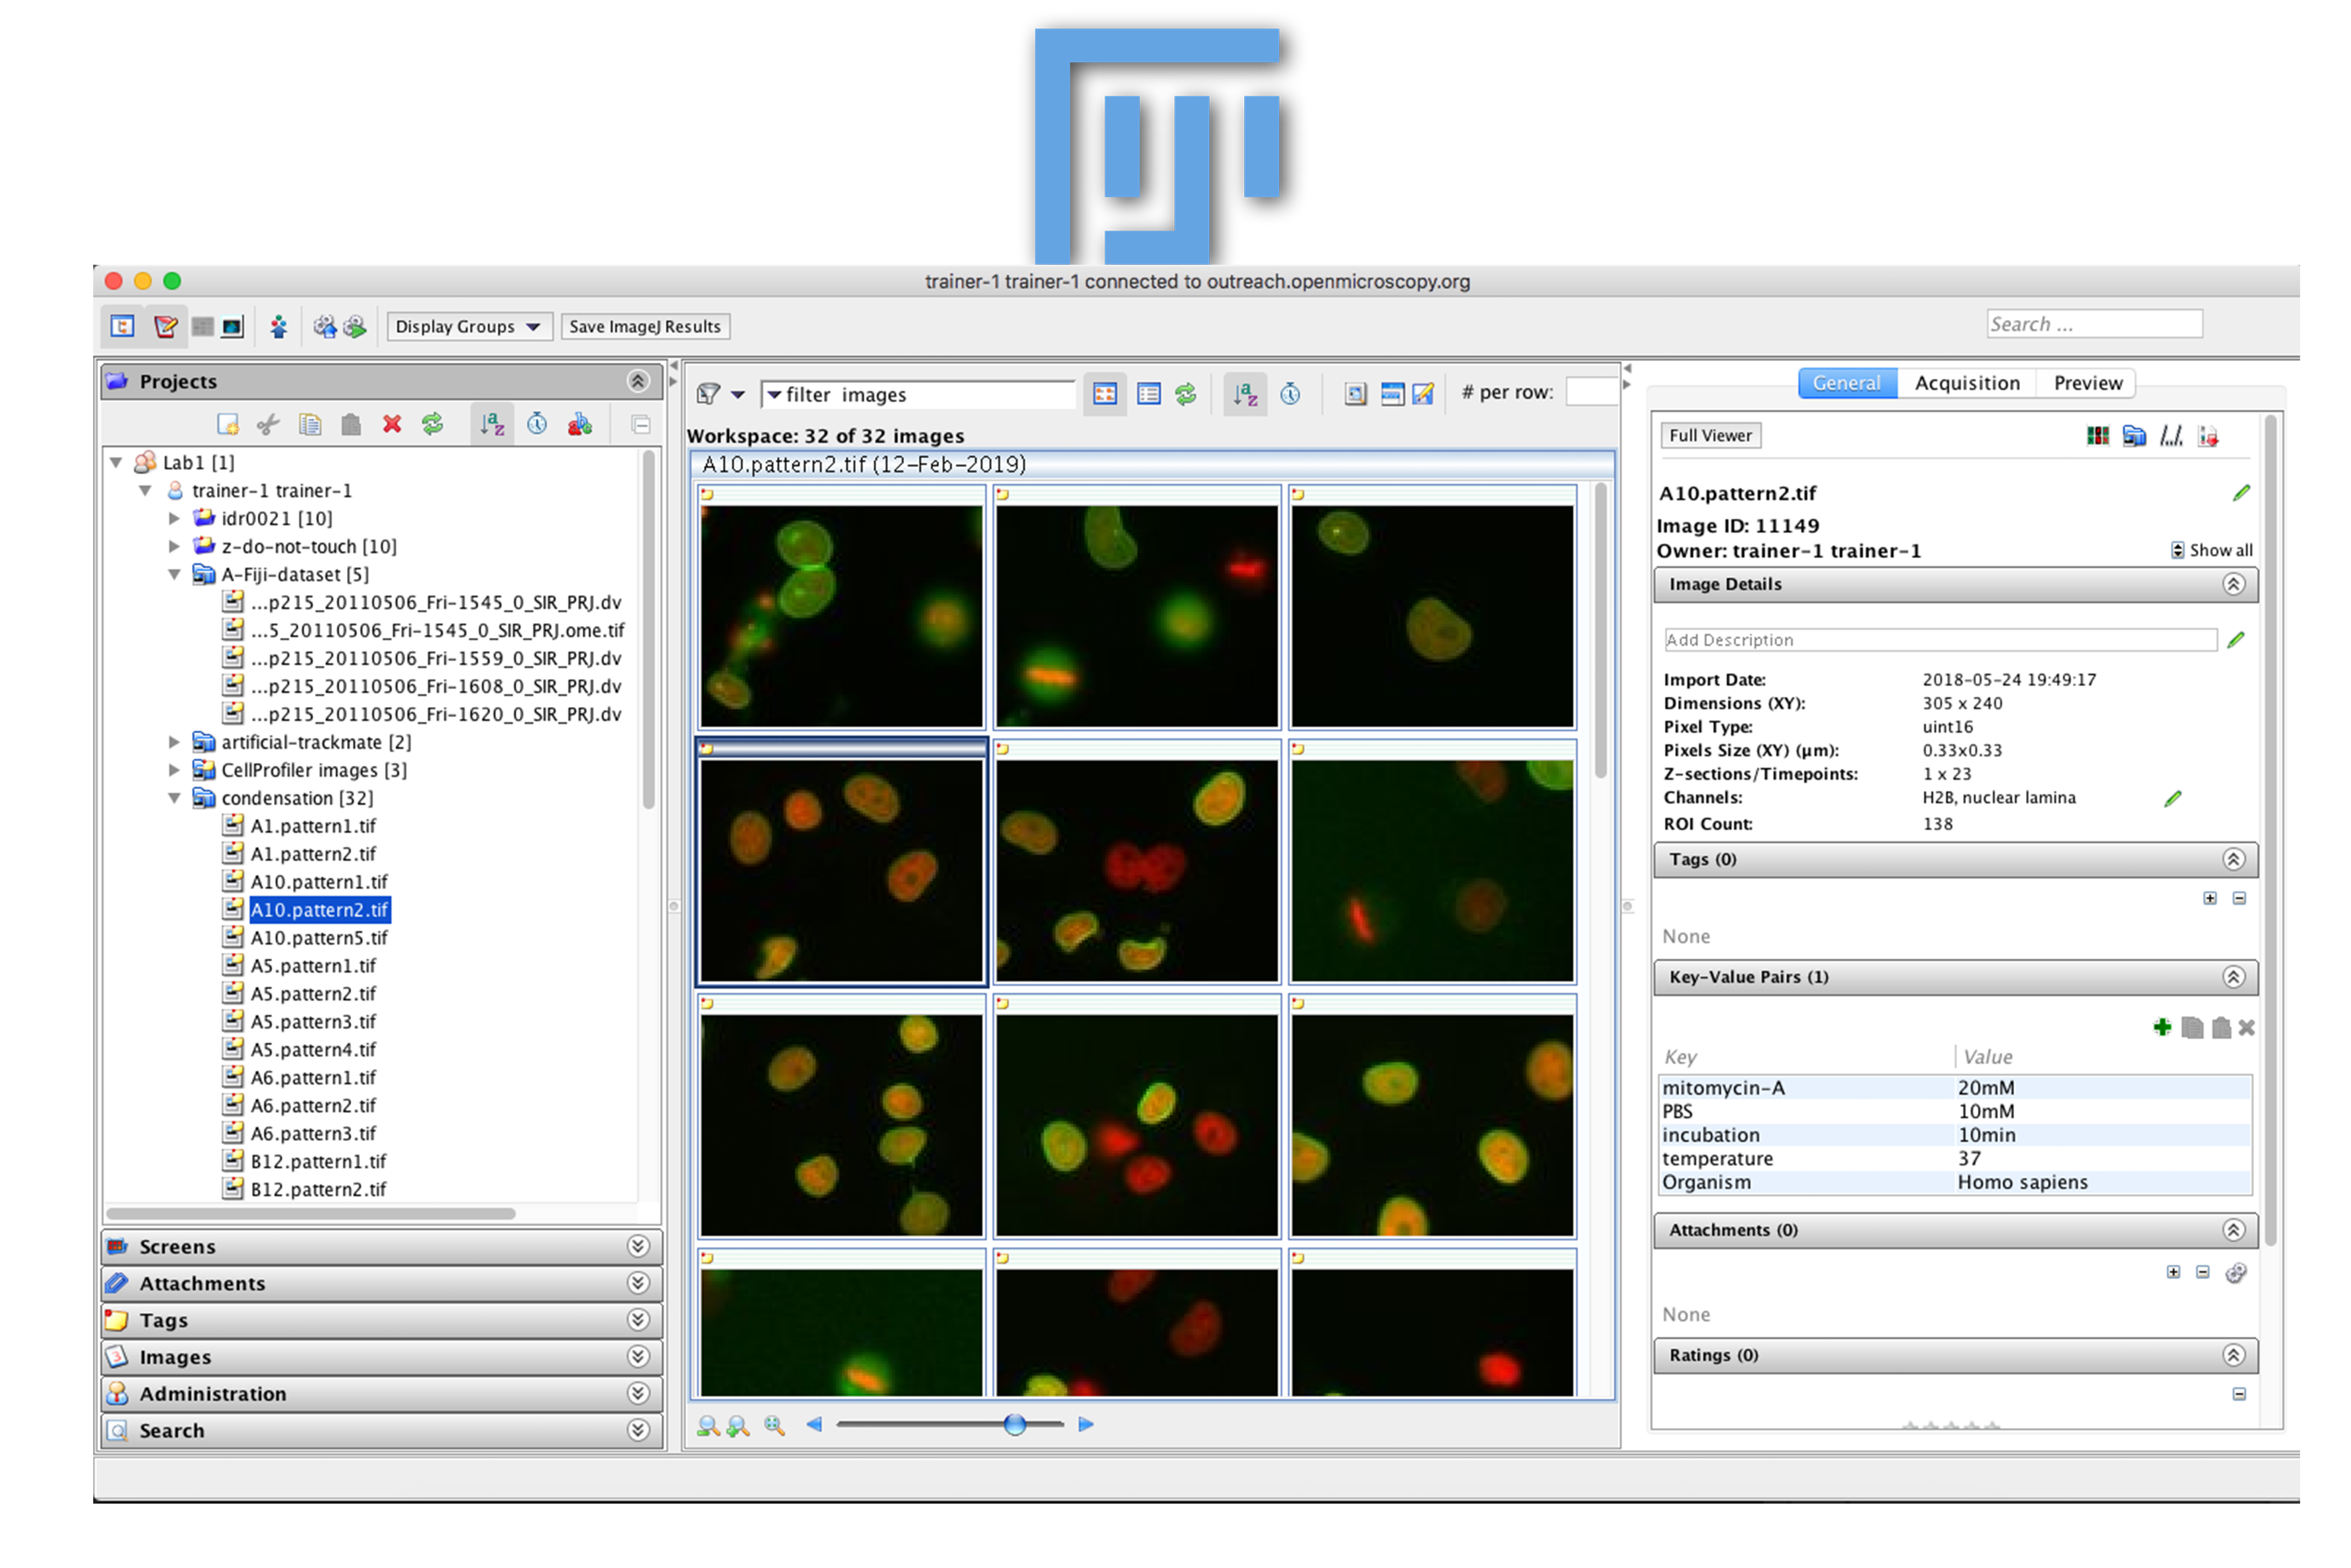 trainer-1 trainer-1 connected to outreach.openmicroscopy.org
Display Groups
Save ImageJ Results
Search ...
Projects
Lab1 [1]
trainer-1 trainer-1
idr0021 [10]
z-do-not-touch [10]
A-Fiji-dataset [5]
...p215_20110506_Fri-1545_0_SIR_PRJ.dv
...5_20110506_Fri-1545_0_SIR_PRJ.ome.tif
...p215_20110506_Fri-1559_0_SIR_PRJ.dv
...p215_20110506_Fri-1608_0_SIR_PRJ.dv
...p215_20110506_Fri-1620_0_SIR_PRJ.dv
artificial-trackmate [2]
CellProfiler images [3]
condensation [32]
A1.pattern1.tif
A1.pattern2.tif
A10.pattern1.tif
A10.pattern2.tif
A10.pattern5.tif
A5.pattern1.tif
A5.pattern2.tif
A5.pattern3.tif
A5.pattern4.tif
A6.pattern1.tif
A6.pattern2.tif
A6.pattern3.tif
B12.pattern1.tif
B12.pattern2.tif
Screens
Attachments
Tags
Images
Administration
Search
filter images
# per row:
Workspace: 32 of 32 images
A10.pattern2.tif (12-Feb-2019)
General Acquisition Preview
Full Viewer
A10.pattern2.tif
Image ID: 11149
Owner: trainer-1 trainer-1
Show all
Image Details
Add Description
Import Date: 2018-05-24 19:49:17
Dimensions (XY): 305 x 240
Pixel Type: uint16
Pixels Size (XY) (µm): 0.33x0.33
Z-sections/Timepoints: 1 x 23
Channels: H2B, nuclear lamina
ROI Count: 138
Tags (0)
None
Key-Value Pairs (1)
Key Value
mitomycin-A 20mM
PBS 10mM
incubation 10min
temperature 37
Organism Homo sapiens
Attachments (0)
None
Ratings (0)